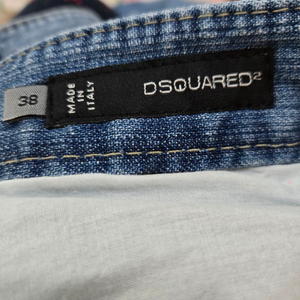 38
MADE
IN
ITALY
DSQUARED²